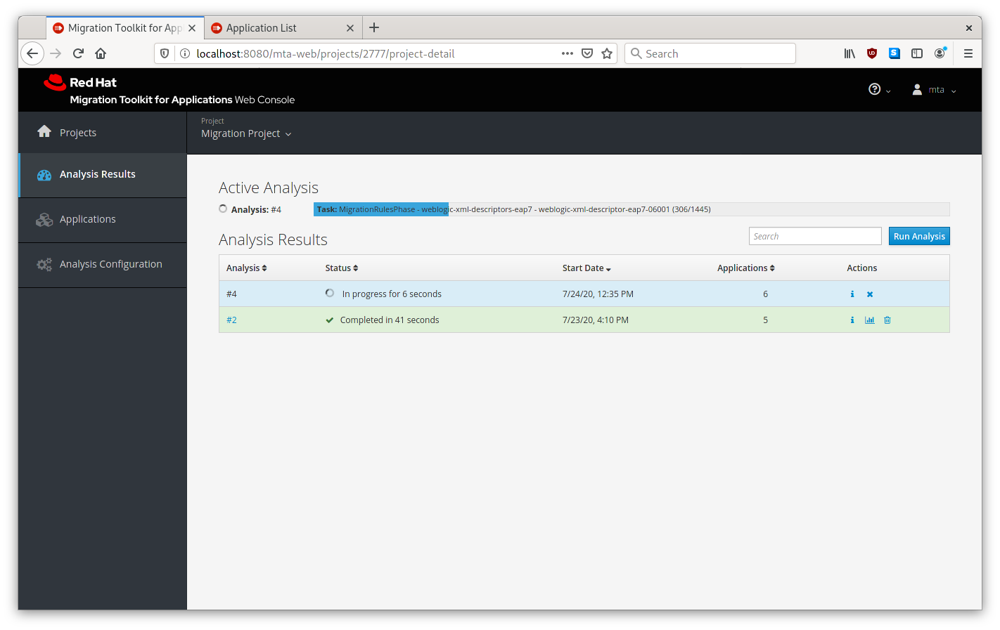 Migration Toolkit for App
Application List
localhost:8080/mta-web/projects/2777/project-detail
Search
Red Hat
Migration Toolkit for Applications Web Console
mta
Projects
Project
Migration Project
Analysis Results
Applications
Analysis Configuration
Active Analysis
Analysis: #4
Task: MigrationRulesPhase - weblogic-xml-descriptors-eap7 - weblogic-xml-descriptor-eap7-06001 (306/1445)
Analysis Results
Search
Run Analysis
Analysis Status Start Date Applications Actions
#4 In progress for 6 seconds 7/24/20, 12:35 PM 6
#2 Completed in 41 seconds 7/23/20, 4:10 PM 5